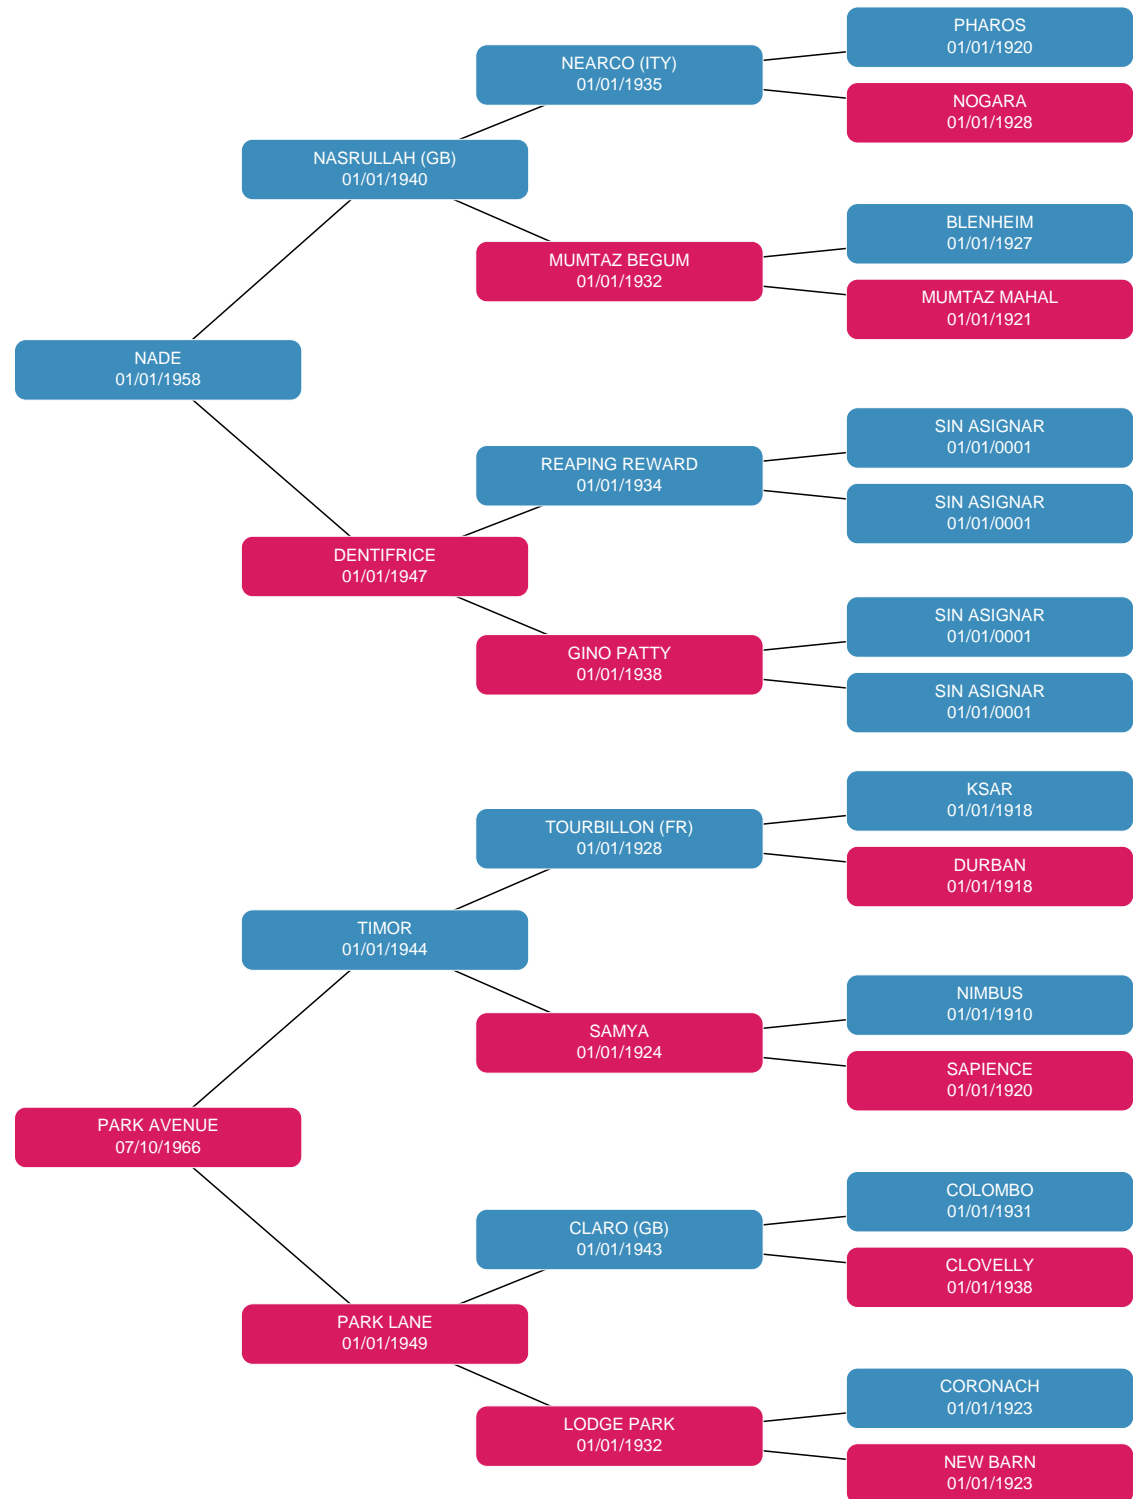 PHAROS
01/01/1920
NEARCO (ITY)
01/01/1935
NOGARA
01/01/1928
NASRULLAH (GB)
01/01/1940
BLENHEIM
01/01/1927
MUMTAZ BEGUM
01/01/1932
MUMTAZ MAHAL
01/01/1921
NADE
01/01/1958
SIN ASIGNAR
01/01/0001
REAPING REWARD
01/01/1934
SIN ASIGNAR
01/01/0001
DENTIFRICE
01/01/1947
SIN ASIGNAR
01/01/0001
GINO PATTY
01/01/1938
SIN ASIGNAR
01/01/0001
KSAR
01/01/1918
TOURBILLON (FR)
01/01/1928
DURBAN
01/01/1918
TIMOR
01/01/1944
NIMBUS
01/01/1910
SAMYA
01/01/1924
SAPIENCE
01/01/1920
PARK AVENUE
07/10/1966
COLOMBO
01/01/1931
CLARO (GB)
01/01/1943
CLOVELLY
01/01/1938
PARK LANE
01/01/1949
CORONACH
01/01/1923
LODGE PARK
01/01/1932
NEW BARN
01/01/1923